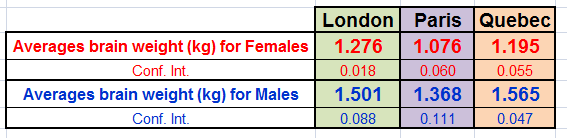 London Paris Quebec
Averages brain weight (kg) for Females 1.276 1.076 1.195
Conf. Int. 0.018 0.060 0.055
Averages brain weight (kg) for Males 1.501 1.368 1.565
Conf. Int. 0.088 0.111 0.047